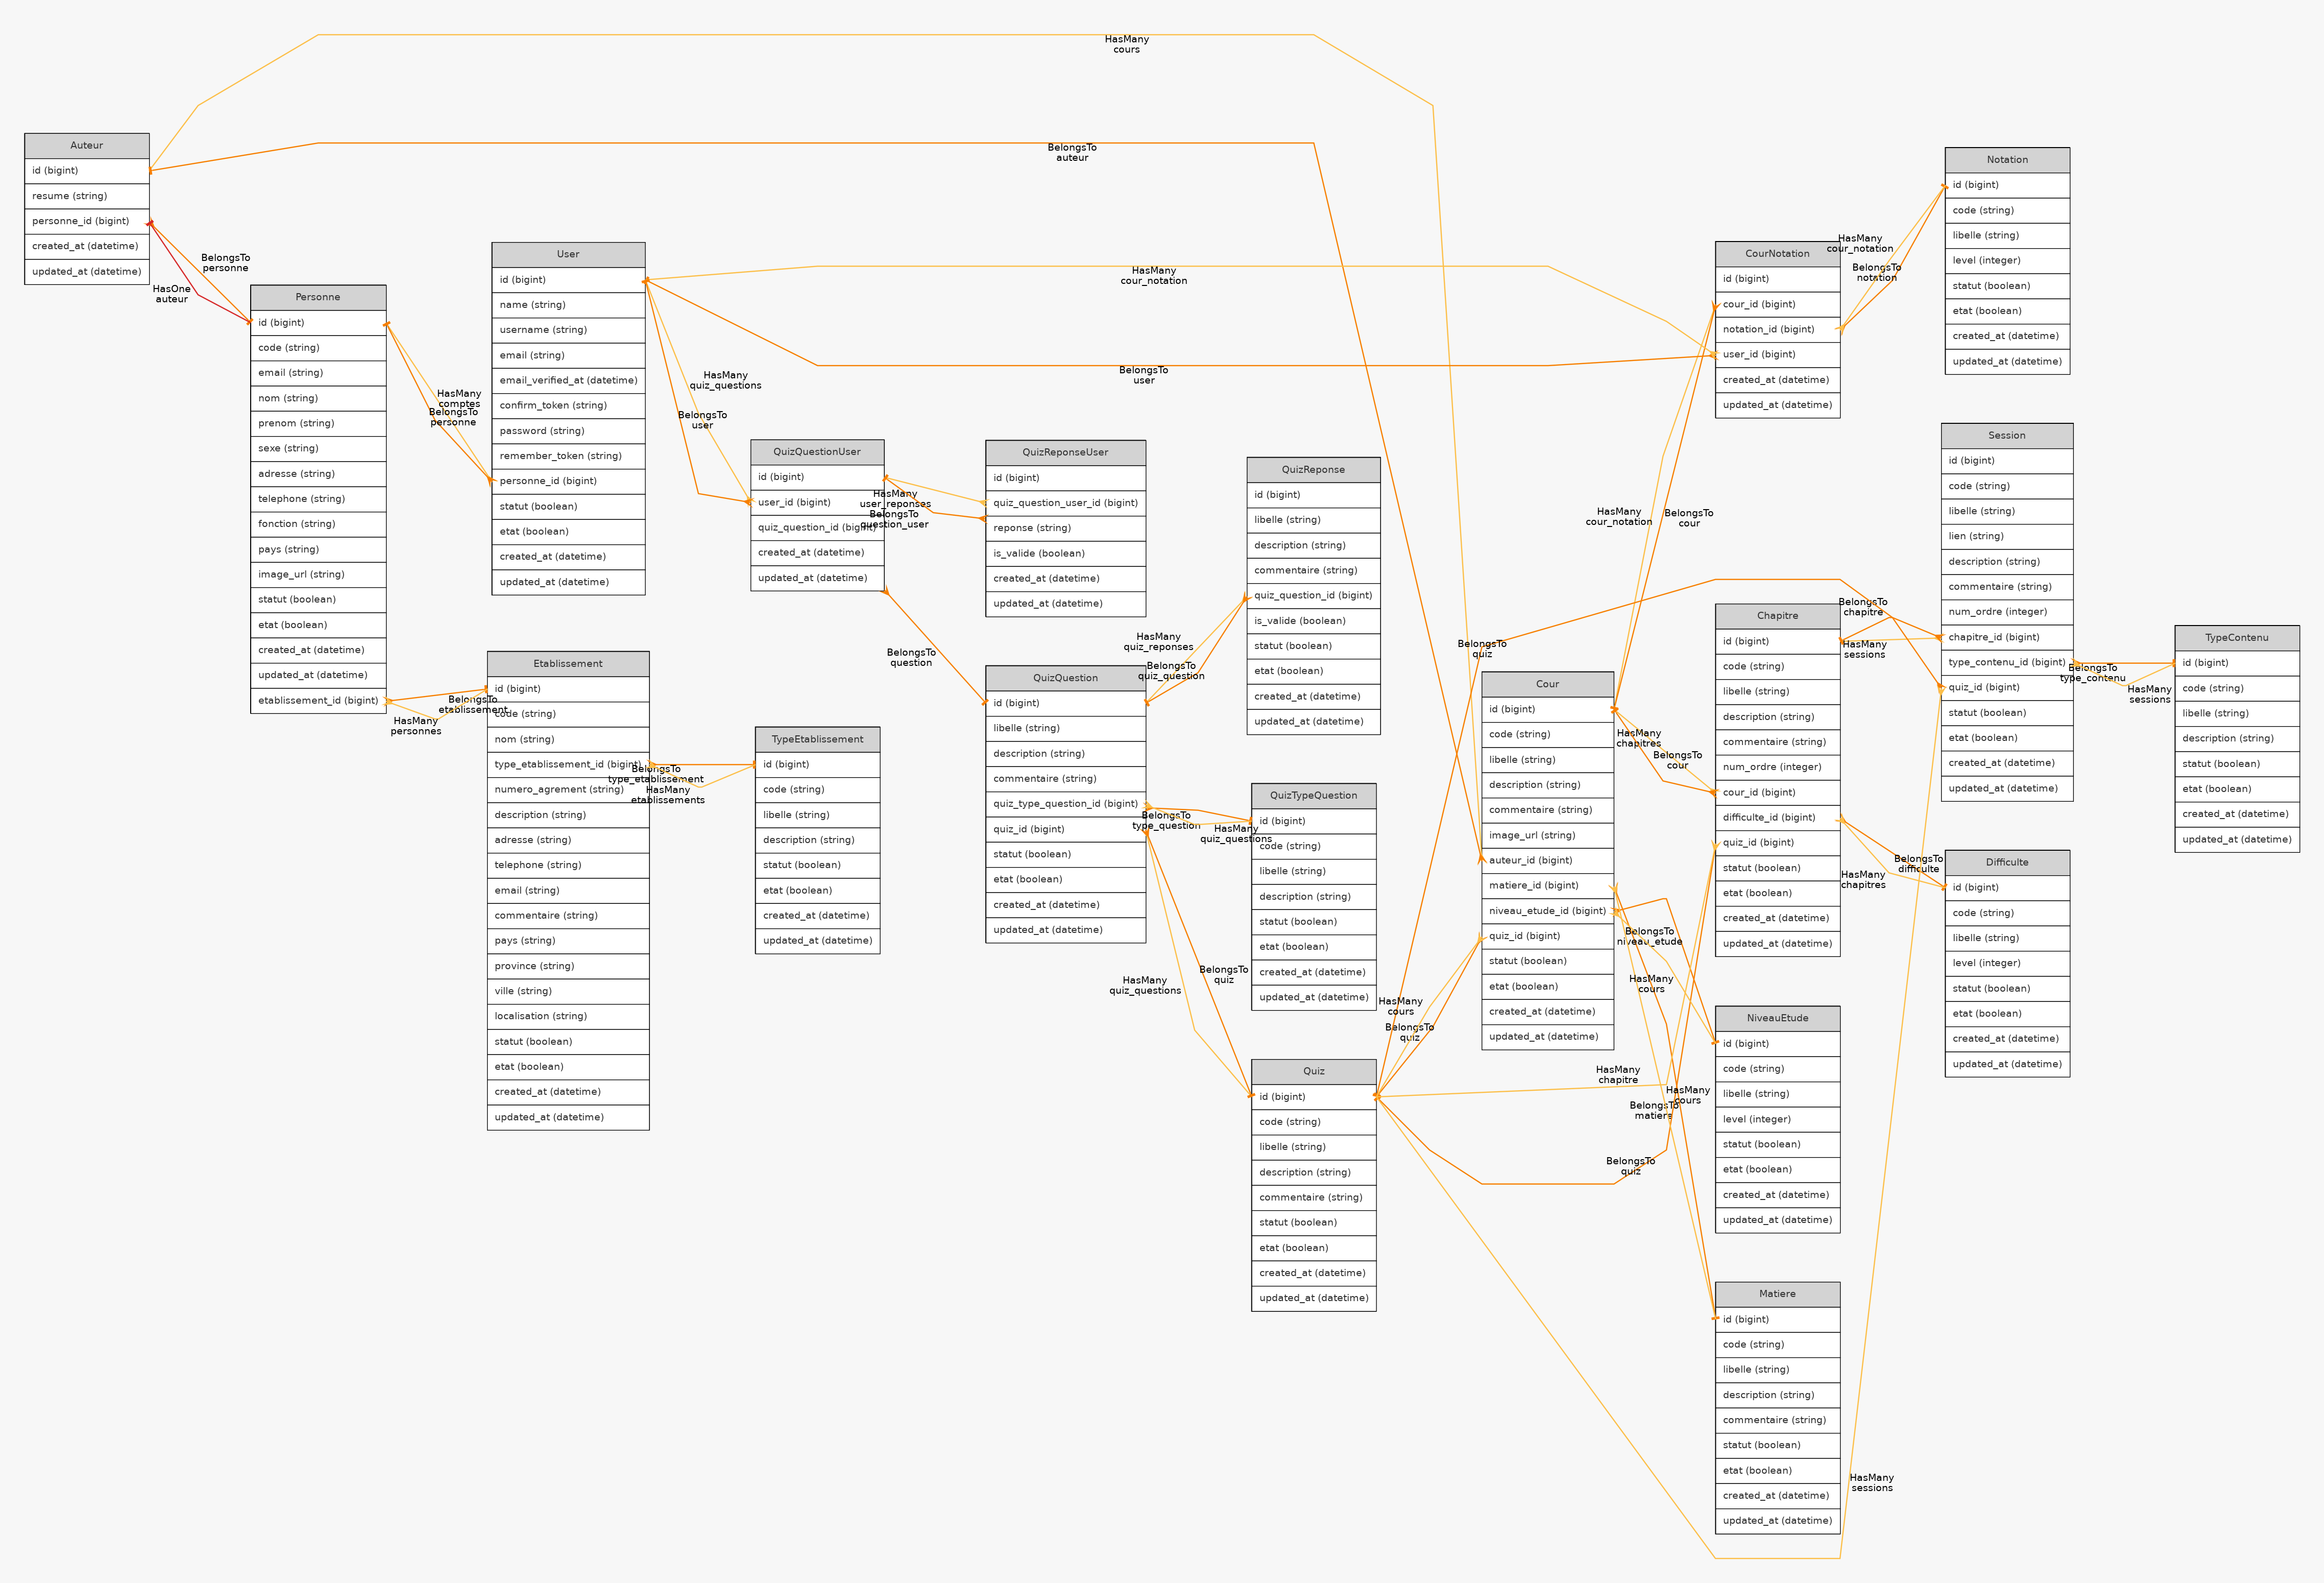 HasMany
cours
BelongsTo
auteur
Auteur
id (bigint)
resume (string)
personne_id (bigint)
created_at (datetime)
updated_at (datetime)
BelongsTo
personne
HasOne
auteur
Personne
id (bigint)
code (string)
email (string)
nom (string)
prenom (string)
sexe (string)
adresse (string)
telephone (string)
fonction (string)
pays (string)
image_url (string)
statut (boolean)
etat (boolean)
created_at (datetime)
updated_at (datetime)
etablissement_id (bigint)
HasMany
comptes
BelongsTo
personne
BelongsTo
etablissement
HasMany
personnes
User
id (bigint)
name (string)
username (string)
email (string)
email_verified_at (datetime)
confirm_token (string)
password (string)
remember_token (string)
personne_id (bigint)
statut (boolean)
etat (boolean)
created_at (datetime)
updated_at (datetime)
HasMany
cour_notation
BelongsTo
user
HasMany
quiz_questions
BelongsTo
user
Etablissement
id (bigint)
code (string)
nom (string)
type_etablissement_id (bigint)
numero_agrement (string)
description (string)
adresse (string)
telephone (string)
email (string)
commentaire (string)
pays (string)
province (string)
ville (string)
localisation (string)
statut (boolean)
etat (boolean)
created_at (datetime)
updated_at (datetime)
BelongsTo
type_etablissement
HasMany
etablissements
QuizQuestionUser
id (bigint)
user_id (bigint)
quiz_question_id (bigint)
created_at (datetime)
updated_at (datetime)
HasMany
user_reponses
BelongsTo
question_user
BelongsTo
question
TypeEtablissement
id (bigint)
code (string)
libelle (string)
description (string)
statut (boolean)
etat (boolean)
created_at (datetime)
updated_at (datetime)
QuizReponseUser
id (bigint)
quiz_question_user_id (bigint)
reponse (string)
is_valide (boolean)
created_at (datetime)
updated_at (datetime)
QuizQuestion
id (bigint)
libelle (string)
description (string)
commentaire (string)
quiz_type_question_id (bigint)
quiz_id (bigint)
statut (boolean)
etat (boolean)
created_at (datetime)
updated_at (datetime)
HasMany
quiz_reponses
BelongsTo
quiz_question
BelongsTo
type_question
HasMany
quiz_questions
BelongsTo
quiz
HasMany
quiz_questions
QuizReponse
id (bigint)
libelle (string)
description (string)
commentaire (string)
quiz_question_id (bigint)
is_valide (boolean)
statut (boolean)
etat (boolean)
created_at (datetime)
updated_at (datetime)
QuizTypeQuestion
id (bigint)
code (string)
libelle (string)
description (string)
statut (boolean)
etat (boolean)
created_at (datetime)
updated_at (datetime)
Quiz
id (bigint)
code (string)
libelle (string)
description (string)
commentaire (string)
statut (boolean)
etat (boolean)
created_at (datetime)
updated_at (datetime)
BelongsTo
quiz
HasMany
cours
BelongsTo
quiz
HasMany
chapitre
BelongsTo
quiz
HasMany
sessions
Cour
id (bigint)
code (string)
libelle (string)
description (string)
commentaire (string)
image_url (string)
auteur_id (bigint)
matiere_id (bigint)
niveau_etude_id (bigint)
quiz_id (bigint)
statut (boolean)
etat (boolean)
created_at (datetime)
updated_at (datetime)
HasMany
cour_notation
BelongsTo
cour
HasMany
chapitres
BelongsTo
cour
BelongsTo
niveau_etude
HasMany
cours
HasMany
cours
BelongsTo
matiere
CourNotation
id (bigint)
cour_id (bigint)
notation_id (bigint)
user_id (bigint)
created_at (datetime)
updated_at (datetime)
HasMany
cour_notation
BelongsTo
notation
Chapitre
id (bigint)
code (string)
libelle (string)
description (string)
commentaire (string)
num_ordre (integer)
cour_id (bigint)
difficulte_id (bigint)
quiz_id (bigint)
statut (boolean)
etat (boolean)
created_at (datetime)
updated_at (datetime)
BelongsTo
chapitre
HasMany
sessions
BelongsTo
difficulte
HasMany
chapitres
NiveauEtude
id (bigint)
code (string)
libelle (string)
level (integer)
statut (boolean)
etat (boolean)
created_at (datetime)
updated_at (datetime)
Matiere
id (bigint)
code (string)
libelle (string)
description (string)
commentaire (string)
statut (boolean)
etat (boolean)
created_at (datetime)
updated_at (datetime)
Notation
id (bigint)
code (string)
libelle (string)
level (integer)
statut (boolean)
etat (boolean)
created_at (datetime)
updated_at (datetime)
Session
id (bigint)
code (string)
libelle (string)
lien (string)
description (string)
commentaire (string)
num_ordre (integer)
chapitre_id (bigint)
type_contenu_id (bigint)
quiz_id (bigint)
statut (boolean)
etat (boolean)
created_at (datetime)
updated_at (datetime)
BelongsTo
type_contenu
HasMany
sessions
Difficulte
id (bigint)
code (string)
libelle (string)
level (integer)
statut (boolean)
etat (boolean)
created_at (datetime)
updated_at (datetime)
TypeContenu
id (bigint)
code (string)
libelle (string)
description (string)
statut (boolean)
etat (boolean)
created_at (datetime)
updated_at (datetime)